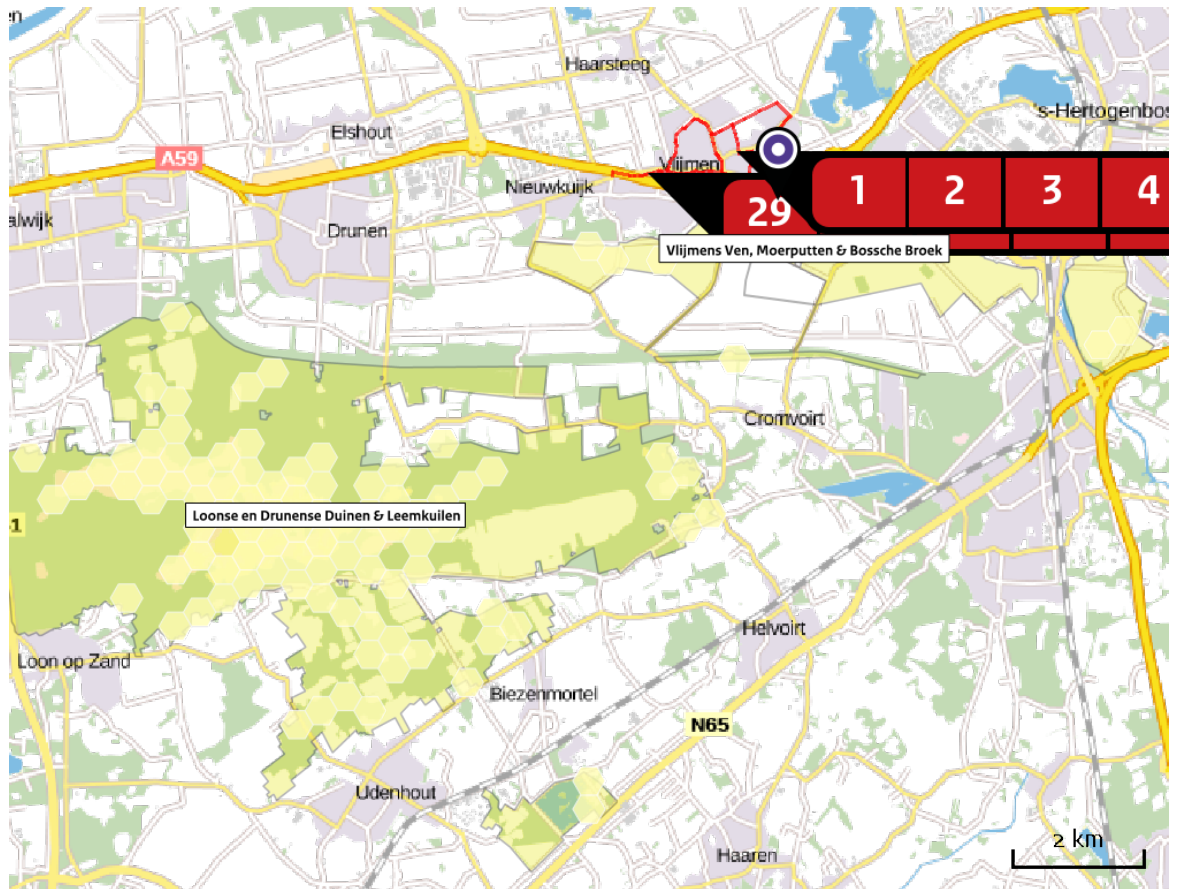 en
Haarsteeg
's-Hertogenbos
Elshout
A59
Vlijmen
Nieuwkuijk
1
2
3
4
29
alwijk
Drunen
Vlijmens Ven, Moerputten & Bossche Broek
Cromvoirt
Loonse en Drunense Duinen & Leemkuilen
1
Helvoirt
Loon op Zand
Biezenmortel
N65
Udenhout
2 km
Haaren